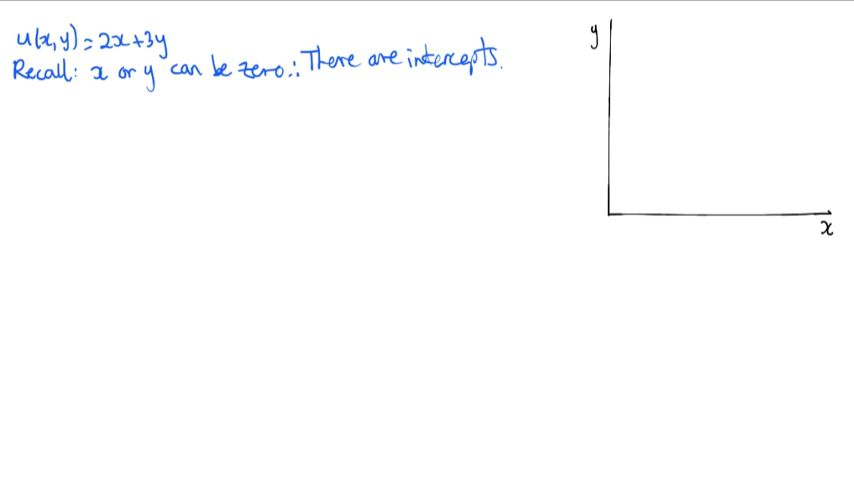 u(x,y)=2x+3y
Recall: x or y can be zero ∴ There are intercepts.
y
x